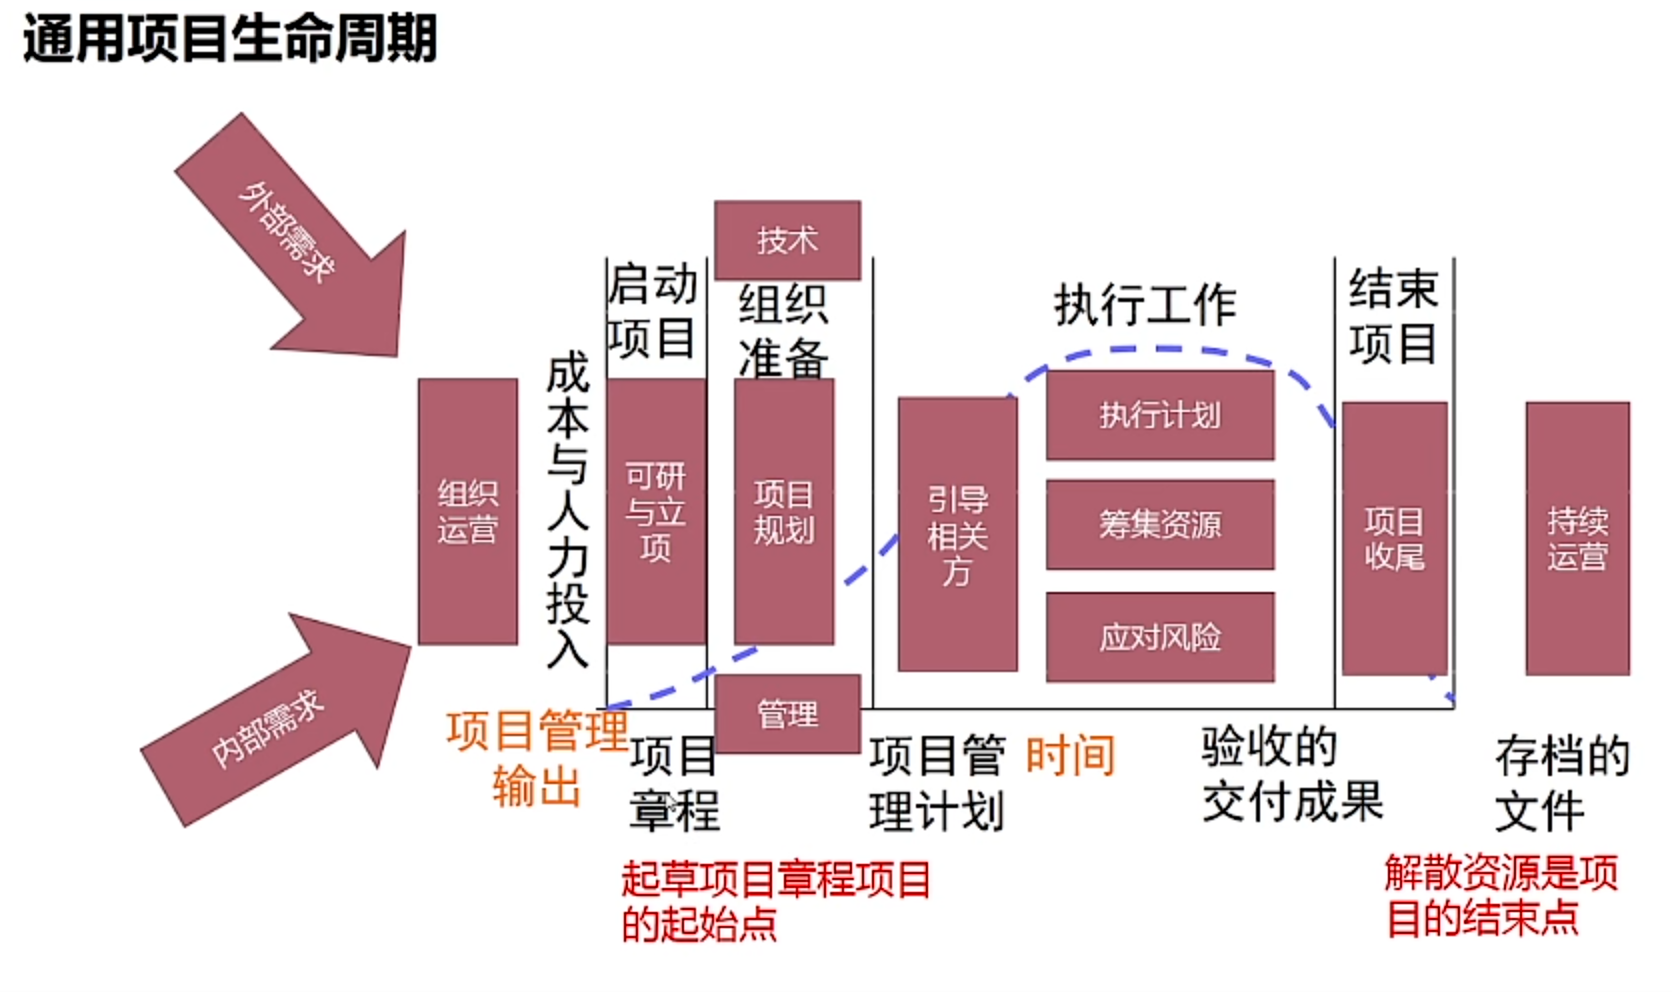 通用项目生命周期
外部需求
内部需求
组织
运营
成
本
与
人
力
投
入
启动
项目
可研
与立
项
技术
组织
准备
项目
规划
管理
引导
相关
方
执行工作
执行计划
筹集资源
应对风险
结束
项目
项目
收尾
持续
运营
项目管理
输出
项目
章程
项目管
理计划
时间
验收的
交付成果
存档的
文件
起草项目章程项目
的起始点
解散资源是项
目的结束点